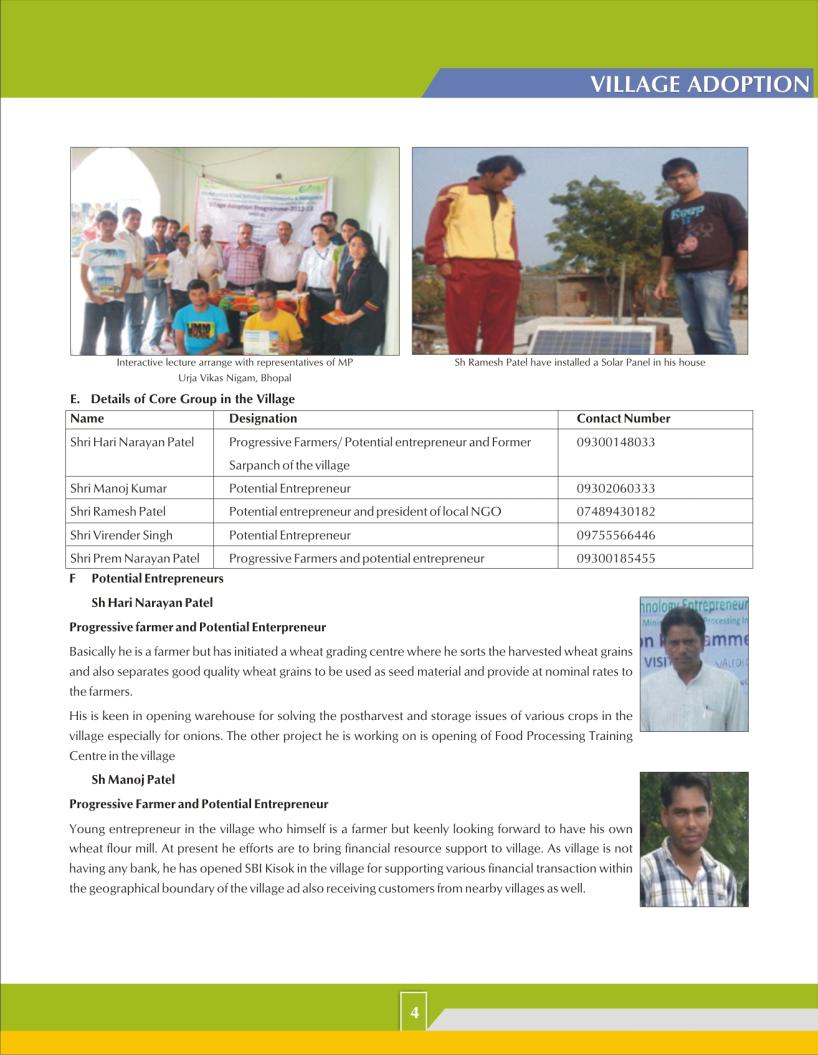 VILLAGE ADOPTION
Village Adoption Programme-2012-13
Keep
Interactive lecture arrange with representatives of MP
Urja Vikas Nigam, Bhopal
Sh Ramesh Patel have installed a Solar Panel in his house
E. Details of Core Group in the Village
Name Designation Contact Number
Shri Hari Narayan Patel Progressive Farmers/ Potential entrepreneur and Former 09300148033
Sarpanch of the village
Shri Manoj Kumar Potential Entrepreneur 09302060333
Shri Ramesh Patel Potential entrepreneur and president of local NGO 07489430182
Shri Virender Singh Potential Entrepreneur 09755566446
Shri Prem Narayan Patel Progressive Farmers and potential entrepreneur 09300185455
F Potential Entrepreneurs
Sh Hari Narayan Patel
Progressive farmer and Potential Enterpreneur
Basically he is a farmer but has initiated a wheat grading centre where he sorts the harvested wheat grains
and also separates good quality wheat grains to be used as seed material and provide at nominal rates to
the farmers.
His is keen in opening warehouse for solving the postharvest and storage issues of various crops in the
village especially for onions. The other project he is working on is opening of Food Processing Training
Centre in the village
hnology Entrepreneur
Processing In
VISIT
Sh Manoj Patel
Progressive Farmer and Potential Entrepreneur
Young entrepreneur in the village who himself is a farmer but keenly looking forward to have his own
wheat flour mill. At present he efforts are to bring financial resource support to village. As village is not
having any bank, he has opened SBI Kisok in the village for supporting various financial transaction within
the geographical boundary of the village ad also receiving customers from nearby villages as well.
4